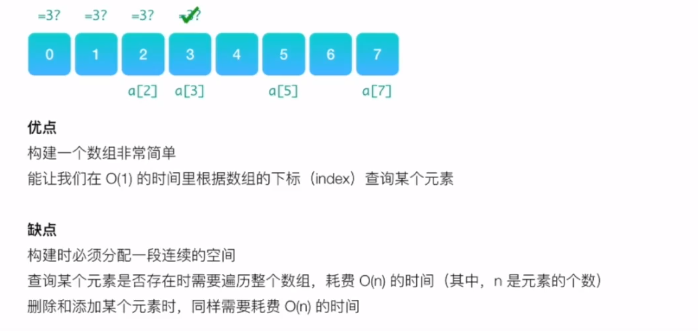 =3? =3? =3? =3?
0 1 2 3 4 5 6 7
a[2] a[3] a[5] a[7]
优点
构建一个数组非常简单
能让我们在 O(1) 的时间里根据数组的下标（index）查询某个元素
缺点
构建时必须分配一段连续的空间
查询某个元素是否存在时需要遍历整个数组，耗费 O(n) 的时间（其中，n 是元素的个数）
删除和添加某个元素时，同样需要耗费 O(n) 的时间